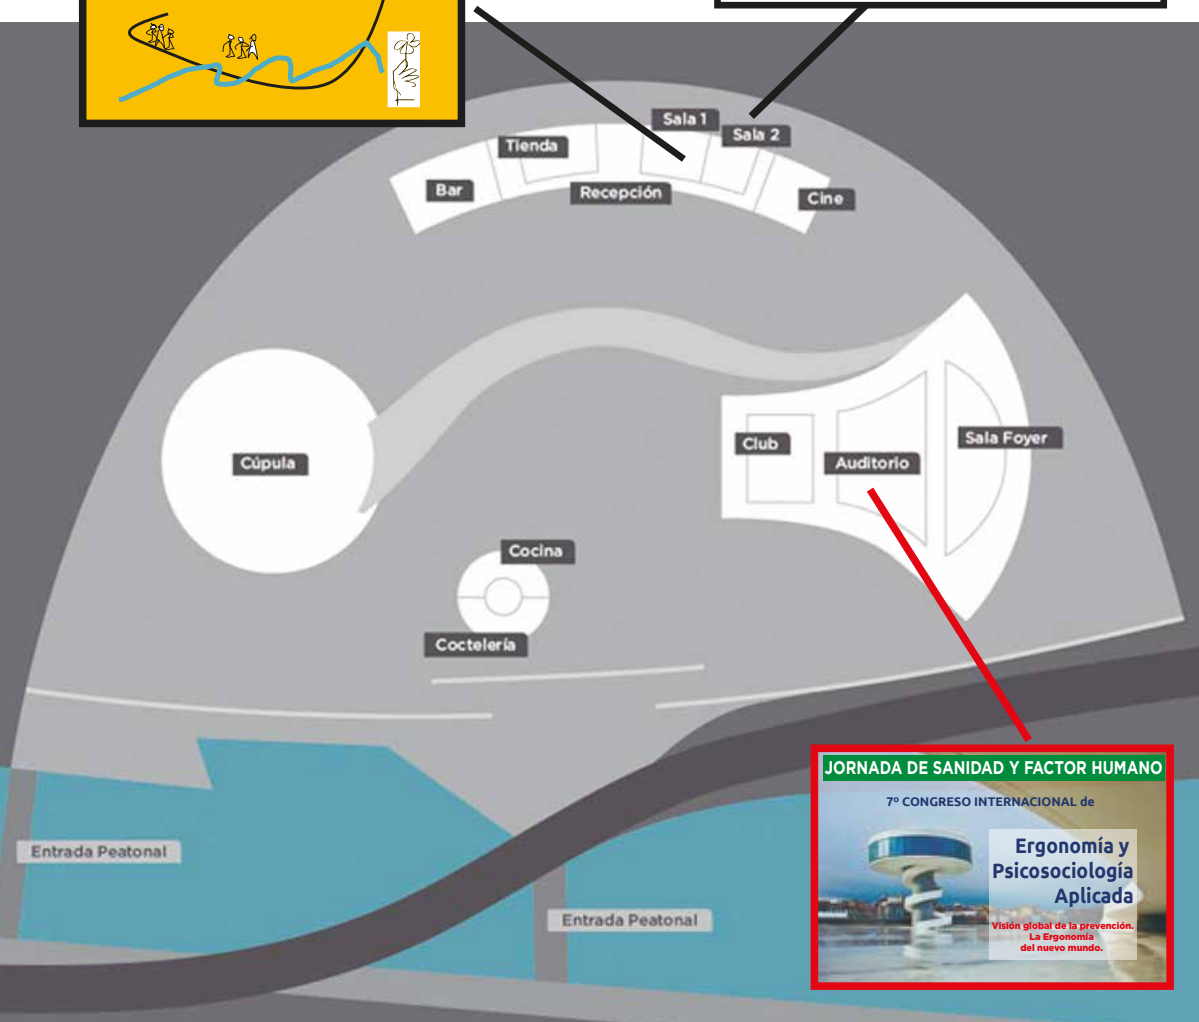 Sala 1
Sala 2
Tienda
Bar
Recepción
Cine
Cúpula
Club
Auditorio
Sala Foyer
Cocina
Coctelería
Entrada Peatonal
Entrada Peatonal
JORNADA DE SANIDAD Y FACTOR HUMANO
7º CONGRESO INTERNACIONAL de
Ergonomía y
Psicosociología
Aplicada
Visión global de la prevención.
La Ergonomía
del nuevo mundo.